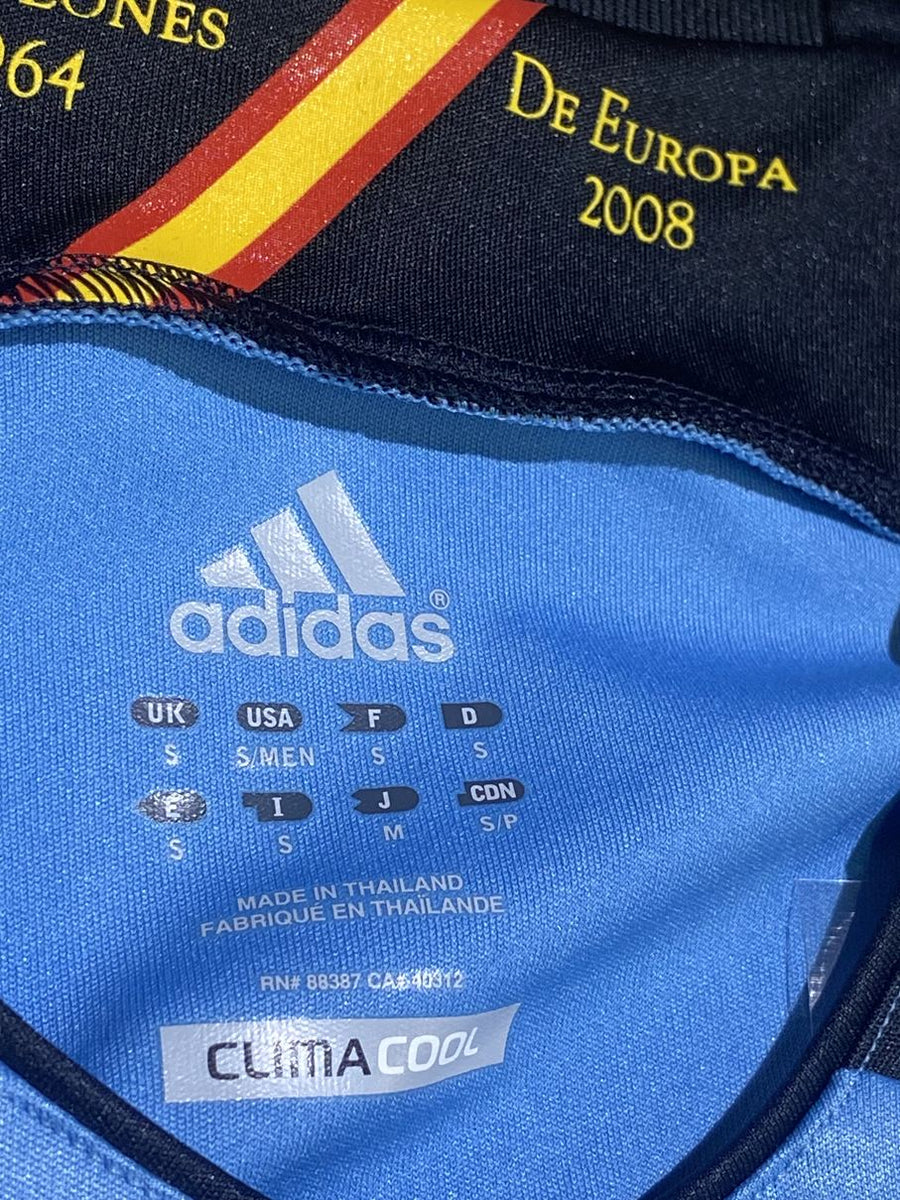 EONES
964
DE EUROPA
2008
adidas®
UK USA F D
S S/MEN S S
E I J CDN
S S M S/P
MADE IN THAILAND
FABRIQUÉ EN THAÏLANDE
RN# 88387 CA# 40312
CLIMACOOL